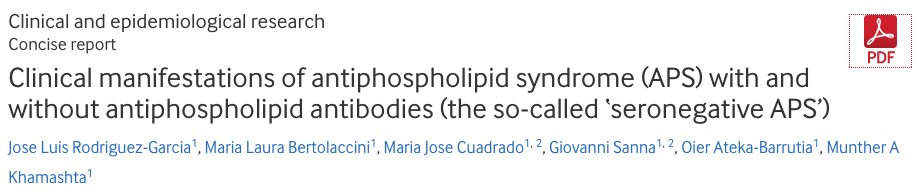 Clinical and epidemiological research
Concise report
PDF
Clinical manifestations of antiphospholipid syndrome (APS) with and
without antiphospholipid antibodies (the so-called ‛seronegative APS’)
Jose Luis Rodriguez-Garcia1, Maria Laura Bertolaccini1, Maria Jose Cuadrado1, 2, Giovanni Sanna1, 2, Oier Ateka-Barrutia1, Munther A
Khamashta1